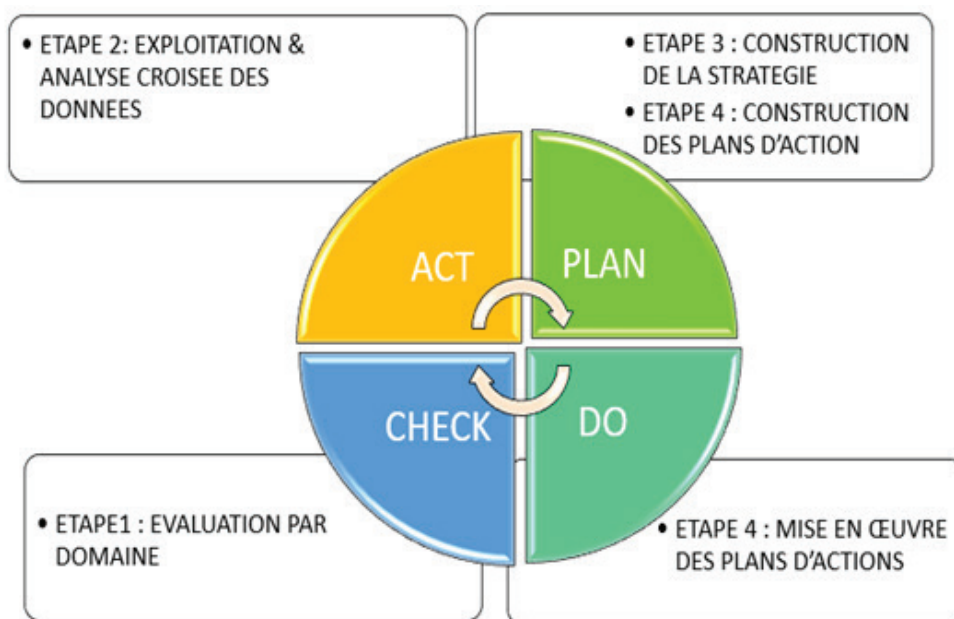 • ETAPE 2: EXPLOITATION &
ANALYSE CROISEE DES
DONNEES
• ETAPE 3 : CONSTRUCTION
DE LA STRATEGIE
• ETAPE 4 : CONSTRUCTION
DES PLANS D'ACTION
ACT
PLAN
CHECK
DO
• ETAPE1 : EVALUATION PAR
DOMAINE
• ETAPE 4 : MISE EN ŒUVRE
DES PLANS D'ACTIONS